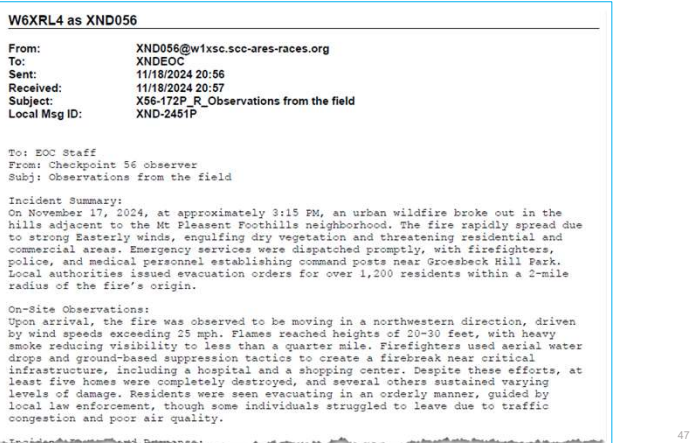 W6XRL4 as XND056
From: XND056@w1xsc.scc-ares-races.org
To: XNDEOC
Sent: 11/18/2024 20:56
Received: 11/18/2024 20:57
Subject: X56-172P_R_Observations from the field
Local Msg ID: XND-2451P
To: EOC Staff
From: Checkpoint 56 observer
Subj: Observations from the field
Incident Summary:
On November 17, 2024, at approximately 3:15 PM, an urban wildfire broke out in the
hills adjacent to the Mt Pleasent Foothills neighborhood. The fire rapidly spread due
to strong Easterly winds, engulfing dry vegetation and threatening residential and
commercial areas. Emergency services were dispatched promptly, with firefighters,
police, and medical personnel establishing command posts near Groesbeck Hill Park.
Local authorities issued evacuation orders for over 1,200 residents within a 2-mile
radius of the fire's origin.
On-Site Observations:
Upon arrival, the fire was observed to be moving in a northwestern direction, driven
by wind speeds exceeding 25 mph. Flames reached heights of 20-30 feet, with heavy
smoke reducing visibility to less than a quarter mile. Firefighters used aerial water
drops and ground-based suppression tactics to create a firebreak near critical
infrastructure, including a hospital and a shopping center. Despite these efforts, at
least five homes were completely destroyed, and several others sustained varying
levels of damage. Residents were seen evacuating in an orderly manner, guided by
local law enforcement, though some individuals struggled to leave due to traffic
congestion and poor air quality.
47